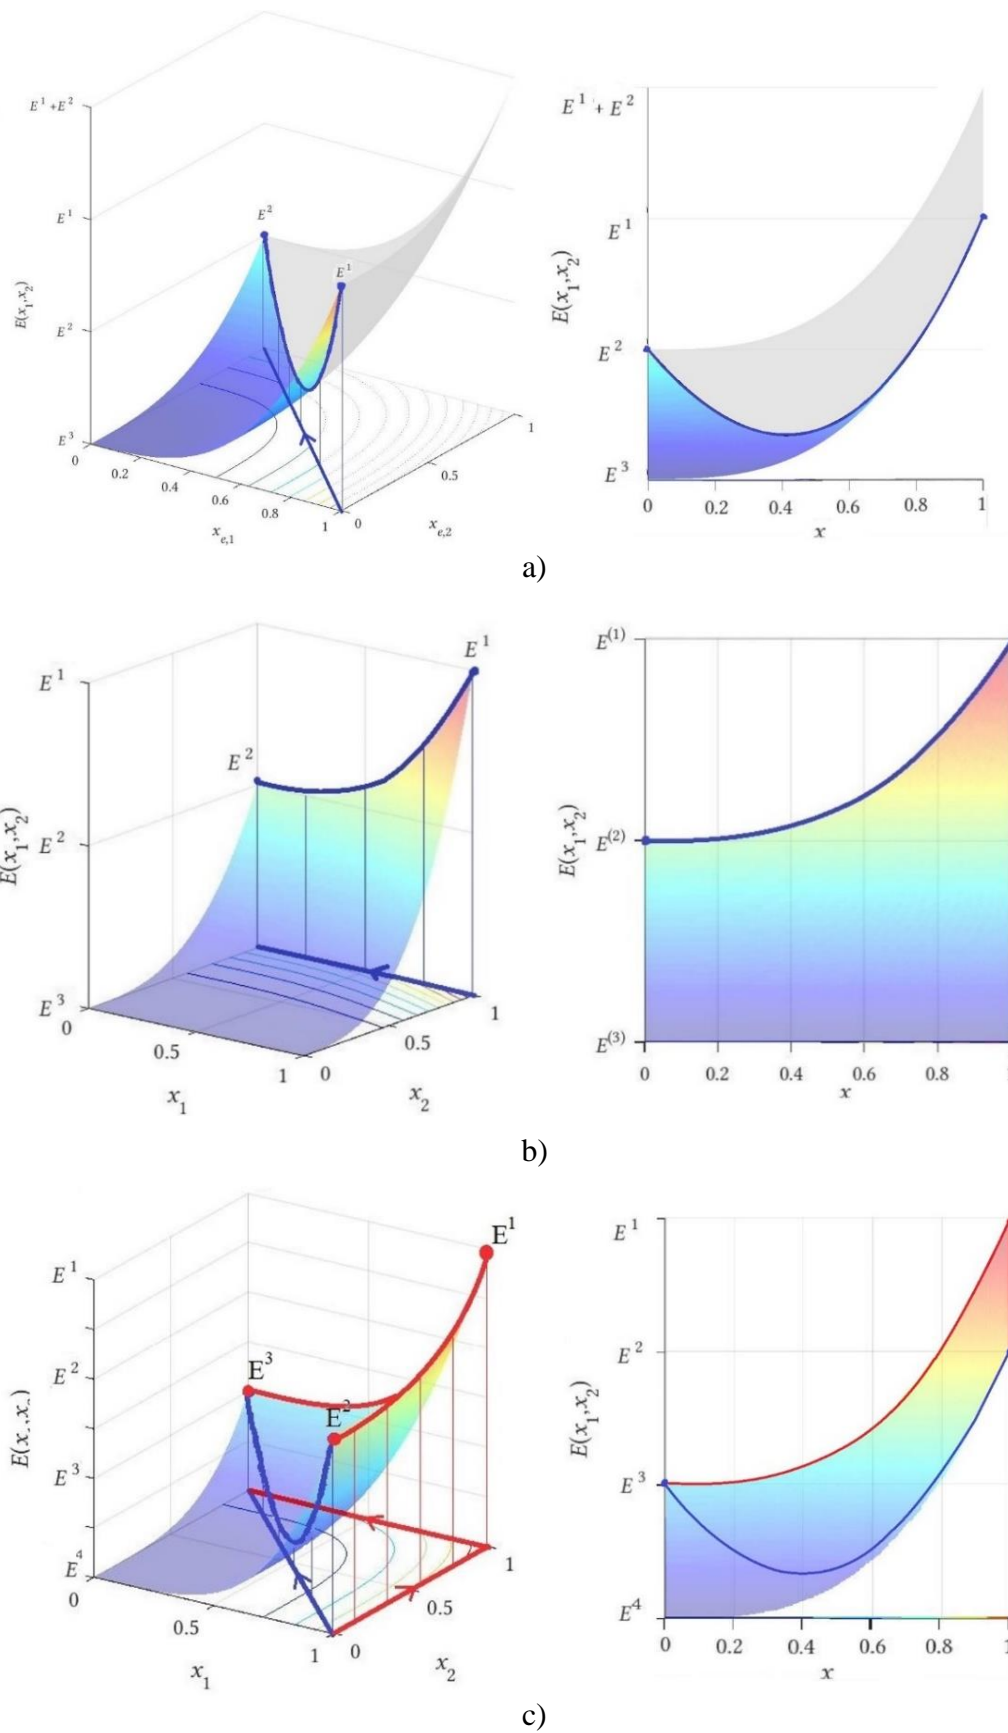 E¹ + E²
E¹
E²
E³
E(x₁,x₂)
E²
E¹
0
0.2
0.4
0.6
0.8
1
0
0.5
1
xₑ,₁
xₑ,₂
E¹ + E²
E¹
E²
E³
E(x₁,x₂)
0
0.2
0.4
0.6
0.8
1
x
a)
E¹
E²
E³
E(x₁,x₂)
E²
E¹
0
0.5
1
0
0.5
1
x₁
x₂
E⁽¹⁾
E⁽²⁾
E⁽³⁾
E(x₁,x₂)
0
0.2
0.4
0.6
0.8
x
b)
E¹
E²
E³
E⁴
E³
E²
E¹
0
0.5
1
0
0.5
1
x₁
x₂
E¹
E²
E³
E⁴
E(x₁,x₂)
0
0.2
0.4
0.6
0.8
x
c)